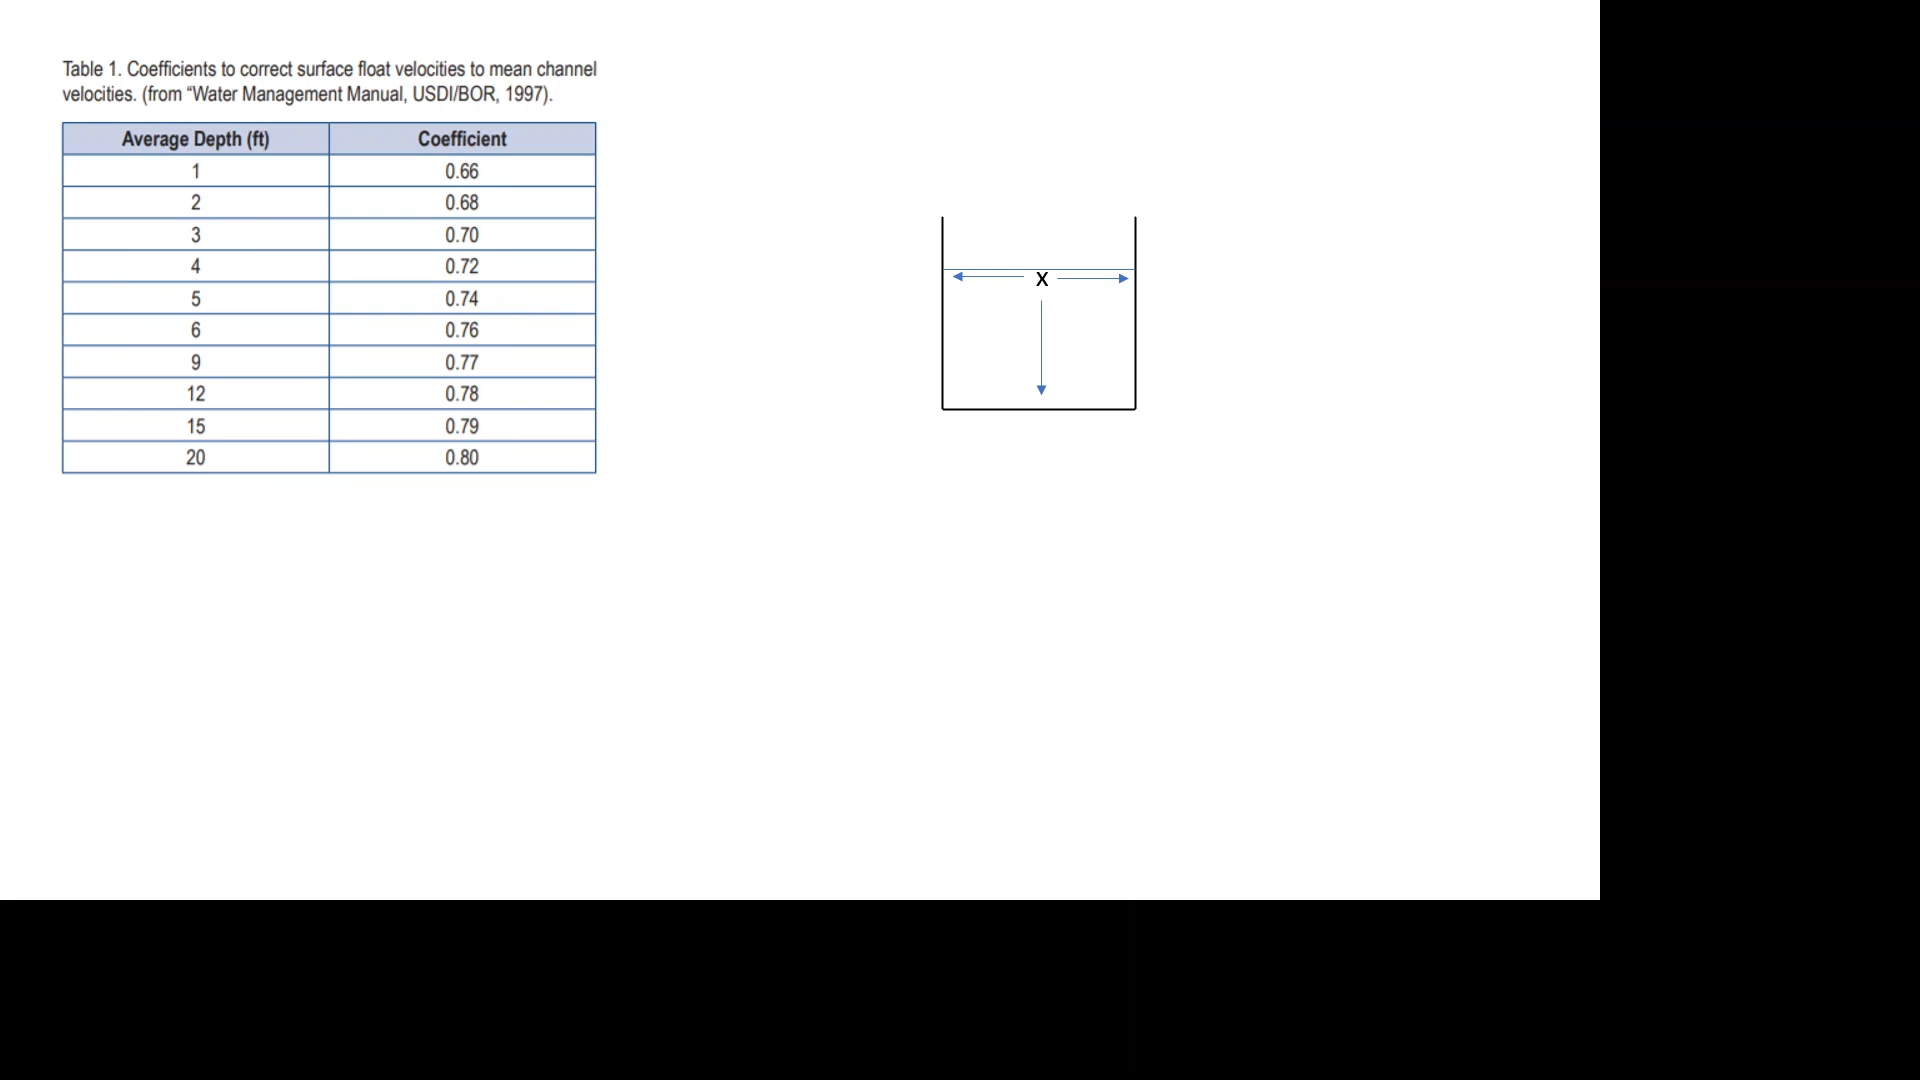 Table 1. Coefficients to correct surface float velocities to mean channel
velocities. (from “Water Management Manual, USDI/BOR, 1997).
Average Depth (ft) Coefficient
1 0.66
2 0.68
3 0.70
4 0.72
5 0.74
6 0.76
9 0.77
12 0.78
15 0.79
20 0.80
X